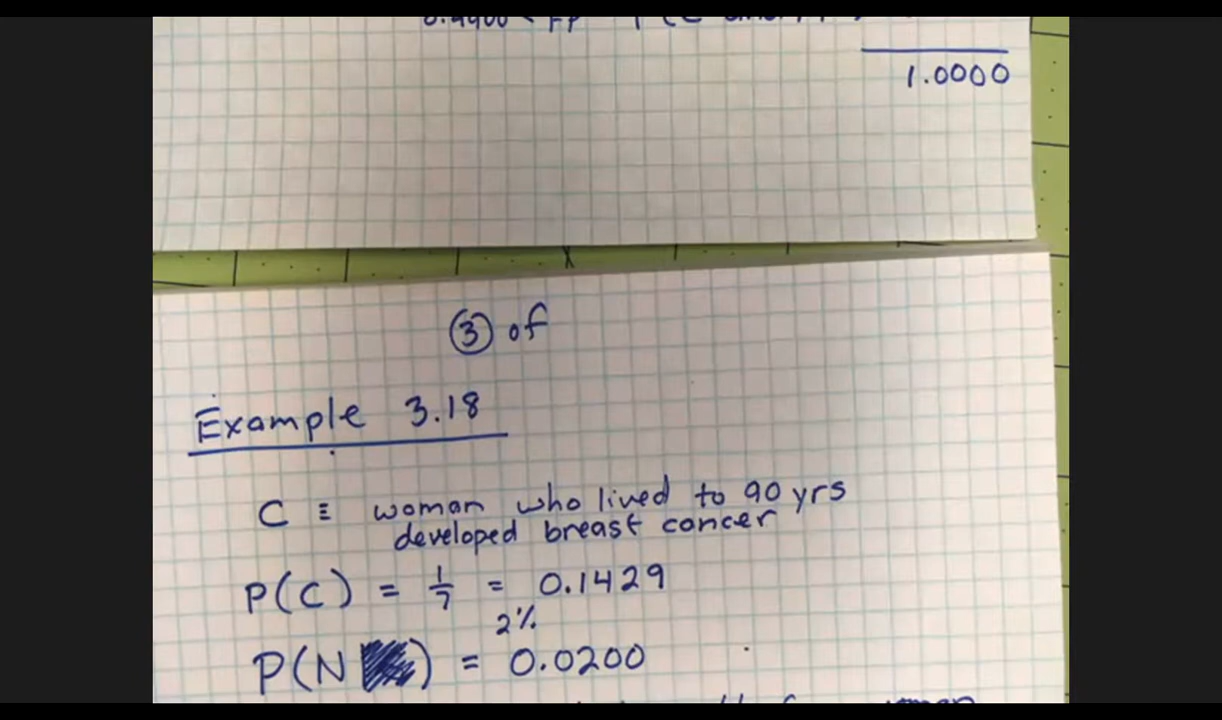 1.0000
③ of
Example 3.18
C ≡ woman who lived to 90 yrs
developed breast cancer
P(C) = 1/7 = 0.1429
2%
P(N ) = 0.0200